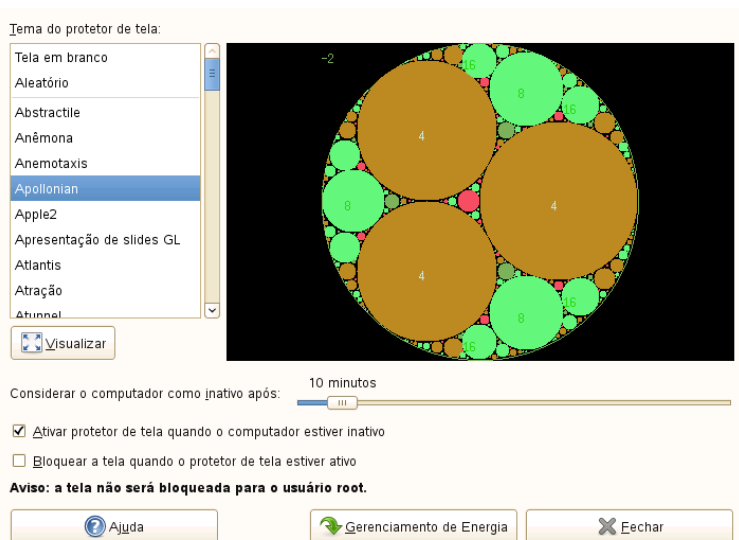 Tema do protetor de tela:
Tela em branco
Aleatório
Abstractile
Anêmona
Anemotaxis
Apollonian
Apple2
Apresentação de slides GL
Atlantis
Atração
Atunnel
Visualizar
-2
16
8
16
4
8
4
4
16
8
16
Considerar o computador como inativo após:
10 minutos
Ativar protetor de tela quando o computador estiver inativo
Bloquear a tela quando o protetor de tela estiver ativo
Aviso: a tela não será bloqueada para o usuário root.
Ajuda
Gerenciamento de Energia
Fechar